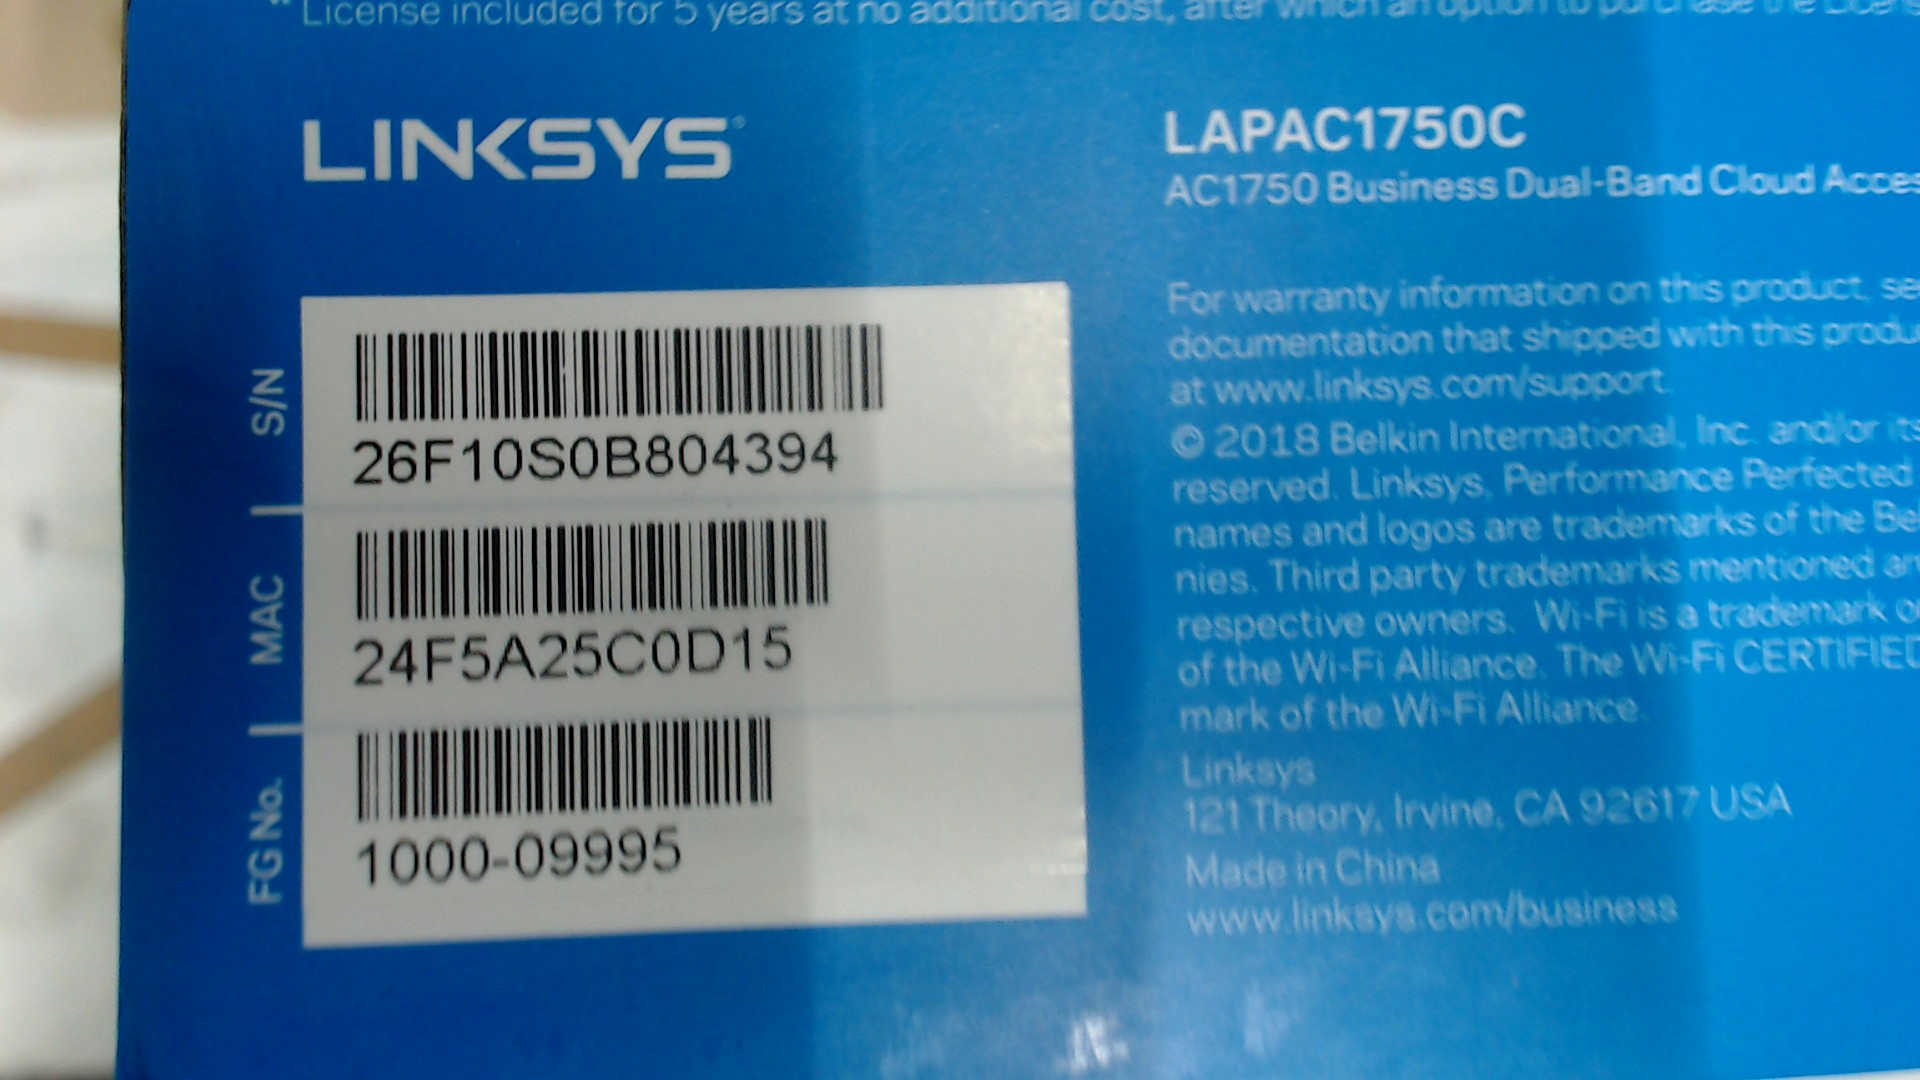 License included for 5 years at no additional cost, after which an option to purchase the
LINKSYS
LAPAC1750C
AC1750 Business Dual-Band Cloud Acces
S/N
26F10S0B804394
MAC
24F5A25C0D15
FG No.
1000-09995
For warranty information on this product, se
documentation that shipped with this produ
at www.linksys.com/support.
© 2018 Belkin International, Inc. and/or its
reserved. Linksys, Performance Perfected
names and logos are trademarks of the Bel
nies. Third party trademarks mentioned ar
respective owners. Wi-Fi is a trademark of
of the Wi-Fi Alliance. The Wi-Fi CERTIFIED
mark of the Wi-Fi Alliance.
Linksys
121 Theory, Irvine, CA 92617 USA
Made in China
www.linksys.com/business